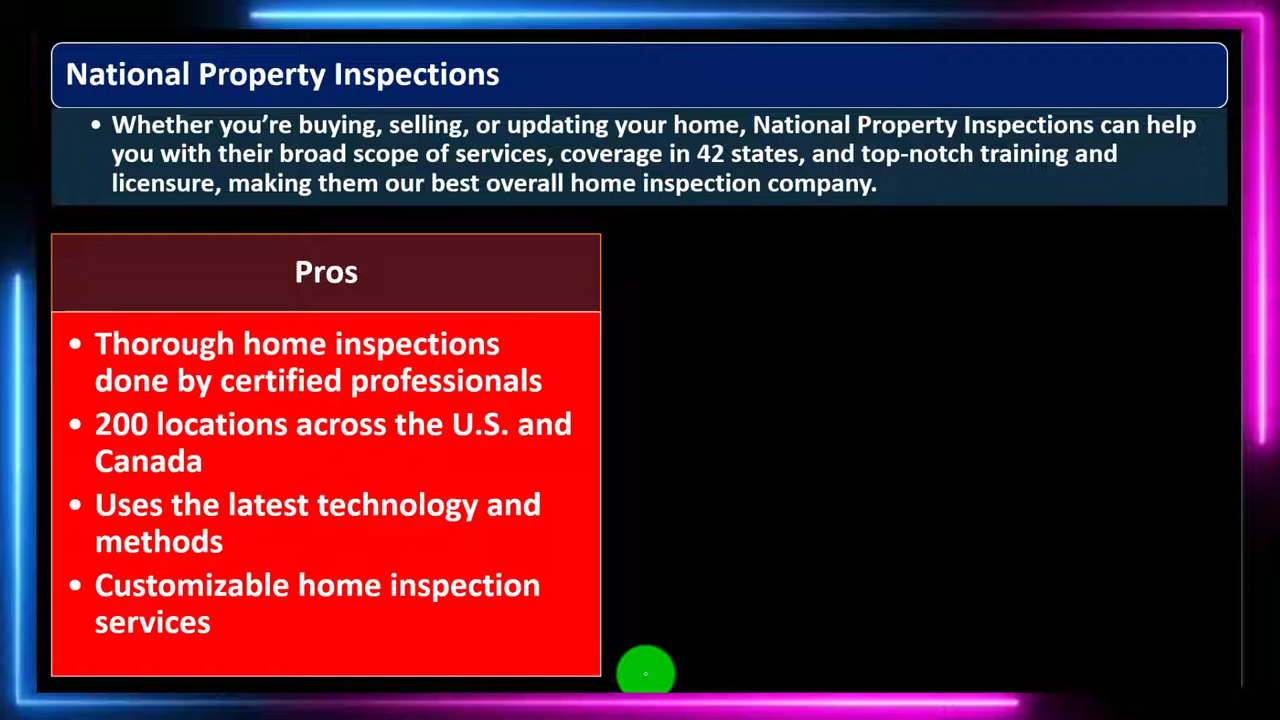 National Property Inspections
• Whether you’re buying, selling, or updating your home, National Property Inspections can help
you with their broad scope of services, coverage in 42 states, and top-notch training and
licensure, making them our best overall home inspection company.
Pros
• Thorough home inspections
done by certified professionals
• 200 locations across the U.S. and
Canada
• Uses the latest technology and
methods
• Customizable home inspection
services